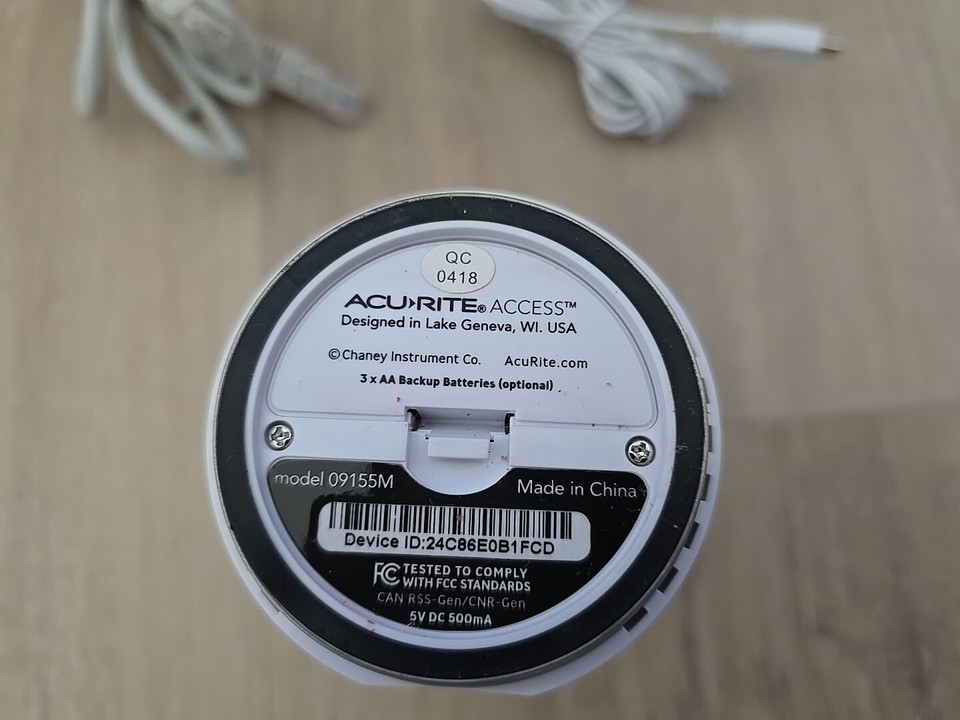 QC
0418
ACU›RITE® ACCESS™
Designed in Lake Geneva, WI. USA
© Chaney Instrument Co. AcuRite.com
3 x AA Backup Batteries (optional)
model 09155M
Made in China
Device ID:24C86E0B1FCD
FC TESTED TO COMPLY
WITH FCC STANDARDS
CAN RSS-Gen/CNR-Gen
5V DC 500mA